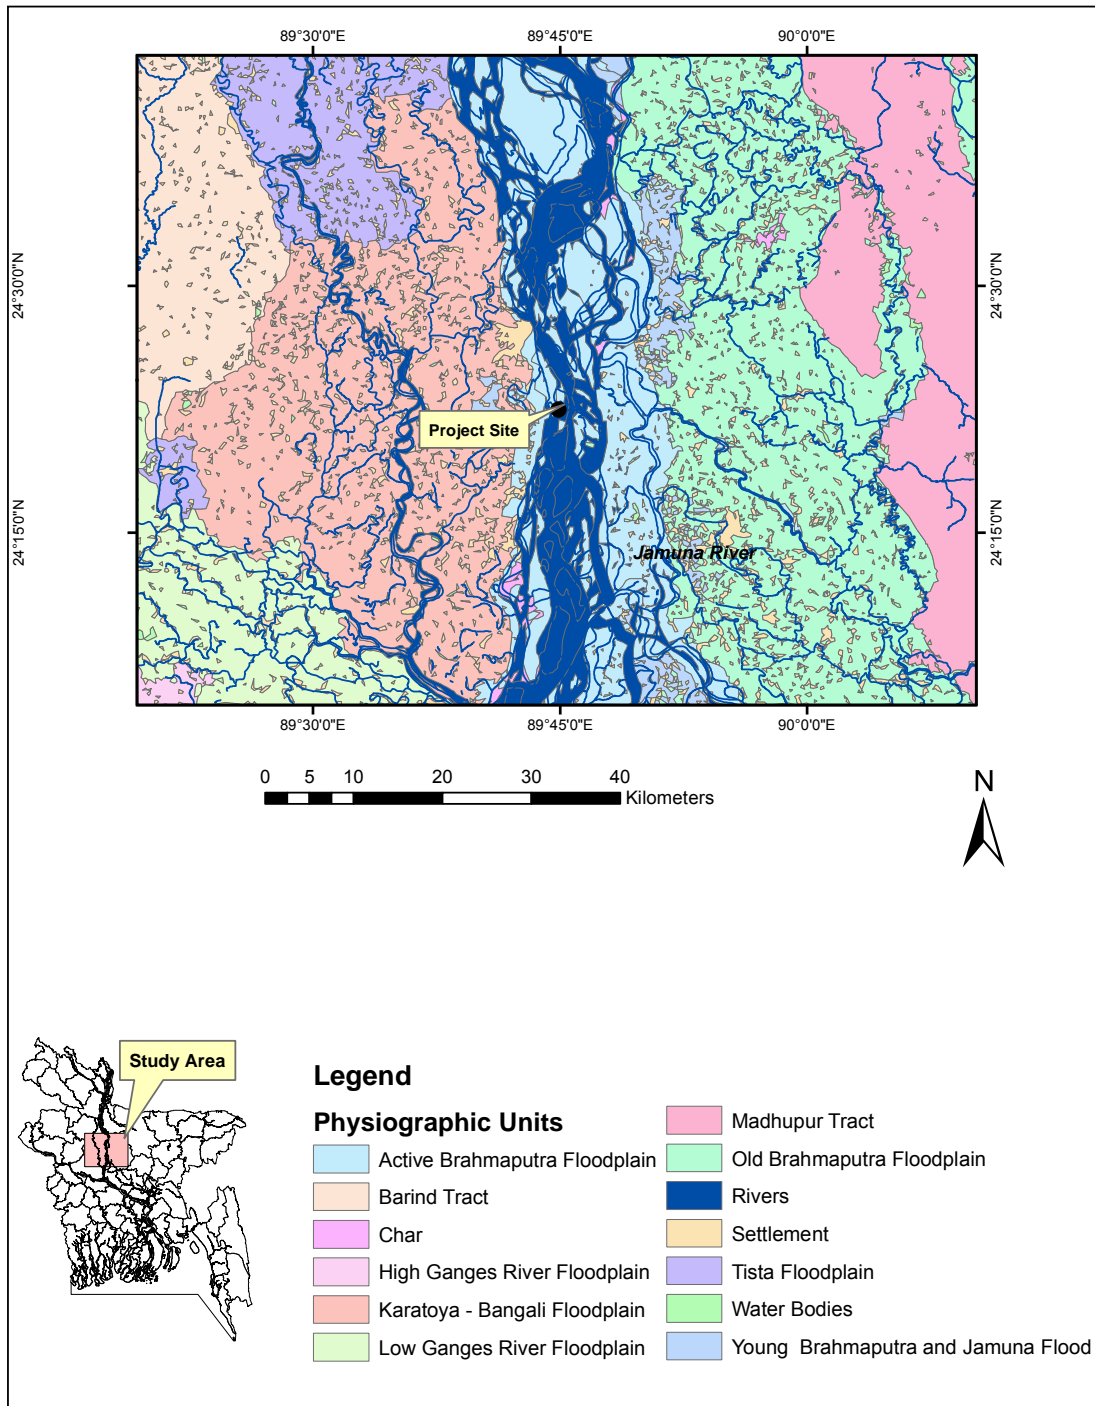 89°30'0"E 89°45'0"E 90°0'0"E
24°30'0"N 24°30'0"N
Project Site
24°15'0"N 24°15'0"N
Jamuna River
89°30'0"E 89°45'0"E 90°0'0"E
0 5 10 20 30 40
Kilometers
N
Study Area
Legend
Physiographic Units
Active Brahmaputra Floodplain
Barind Tract
Char
High Ganges River Floodplain
Karatoya - Bangali Floodplain
Low Ganges River Floodplain
Madhupur Tract
Old Brahmaputra Floodplain
Rivers
Settlement
Tista Floodplain
Water Bodies
Young Brahmaputra and Jamuna Flood